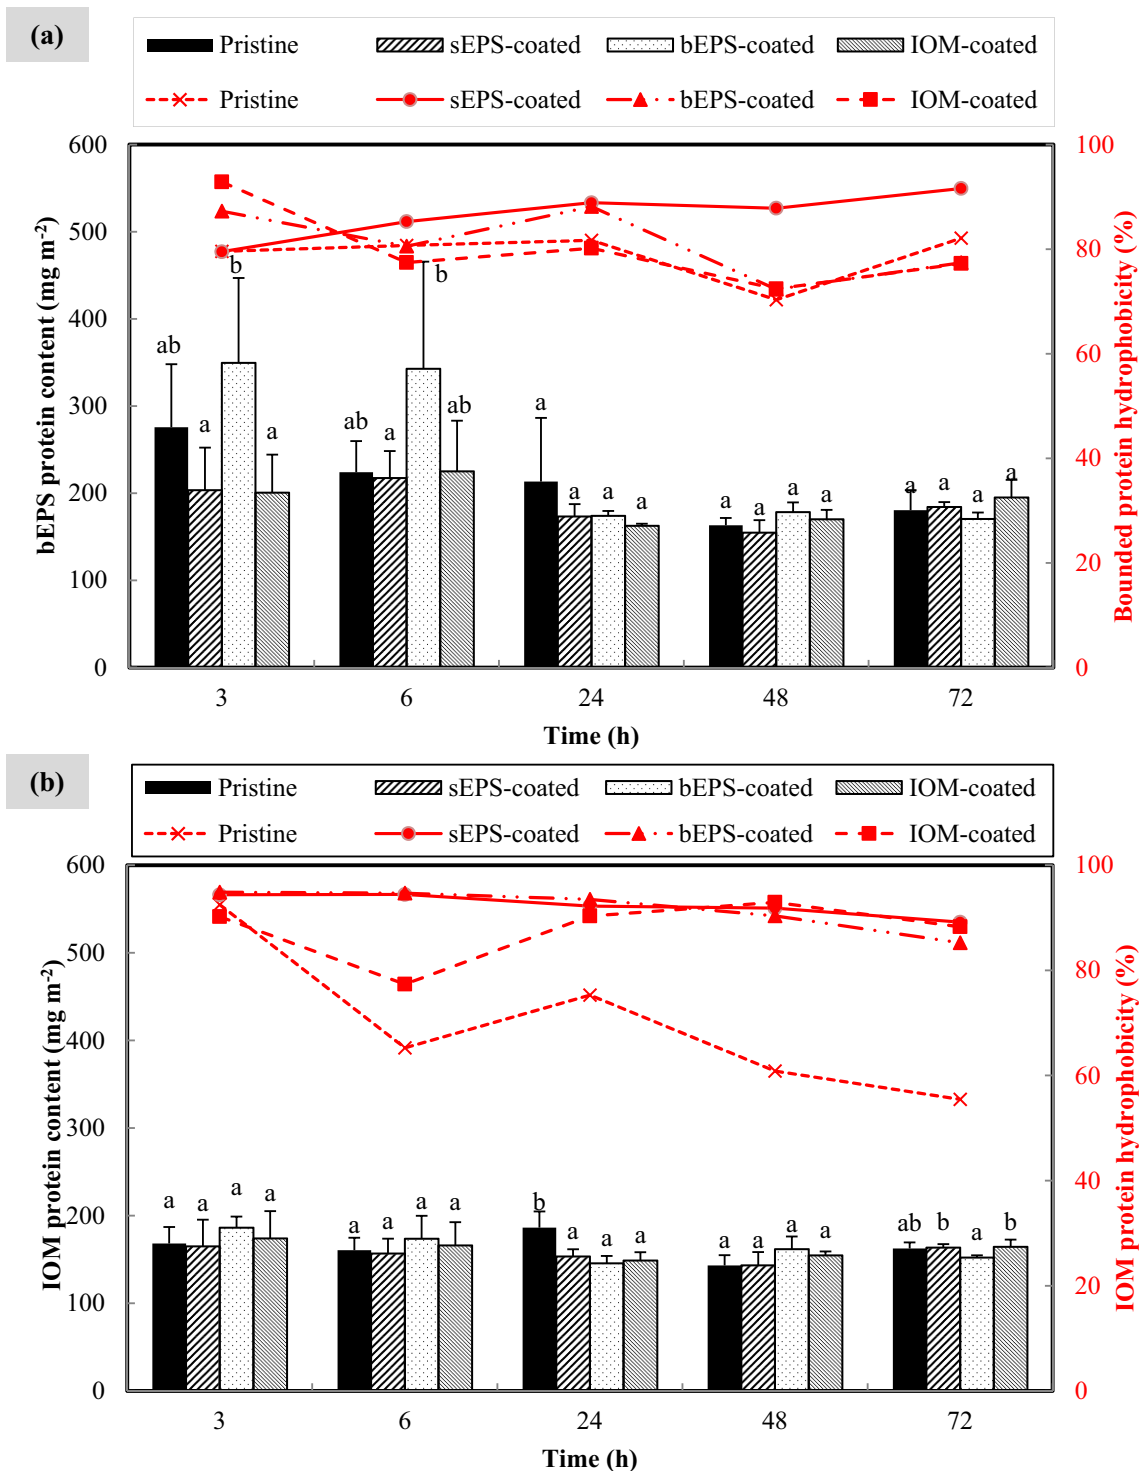 (a)
Pristine sEPS-coated bEPS-coated IOM-coated
Pristine sEPS-coated bEPS-coated IOM-coated
bEPS protein content (mg m-2)
600
500
400
300
200
100
0
100
80
60
40
20
0
Bounded protein hydrophobicity (%)
ab a b a
ab a b ab
a a a a
a a a a
a a a a
3 6 24 48 72
Time (h)
(b)
Pristine sEPS-coated bEPS-coated IOM-coated
Pristine sEPS-coated bEPS-coated IOM-coated
IOM protein content (mg m-2)
600
500
400
300
200
100
0
100
80
60
40
20
0
IOM protein hydrophobicity (%)
a a a a
a a a a
b a a a
a a a a
ab b a b
3 6 24 48 72
Time (h)